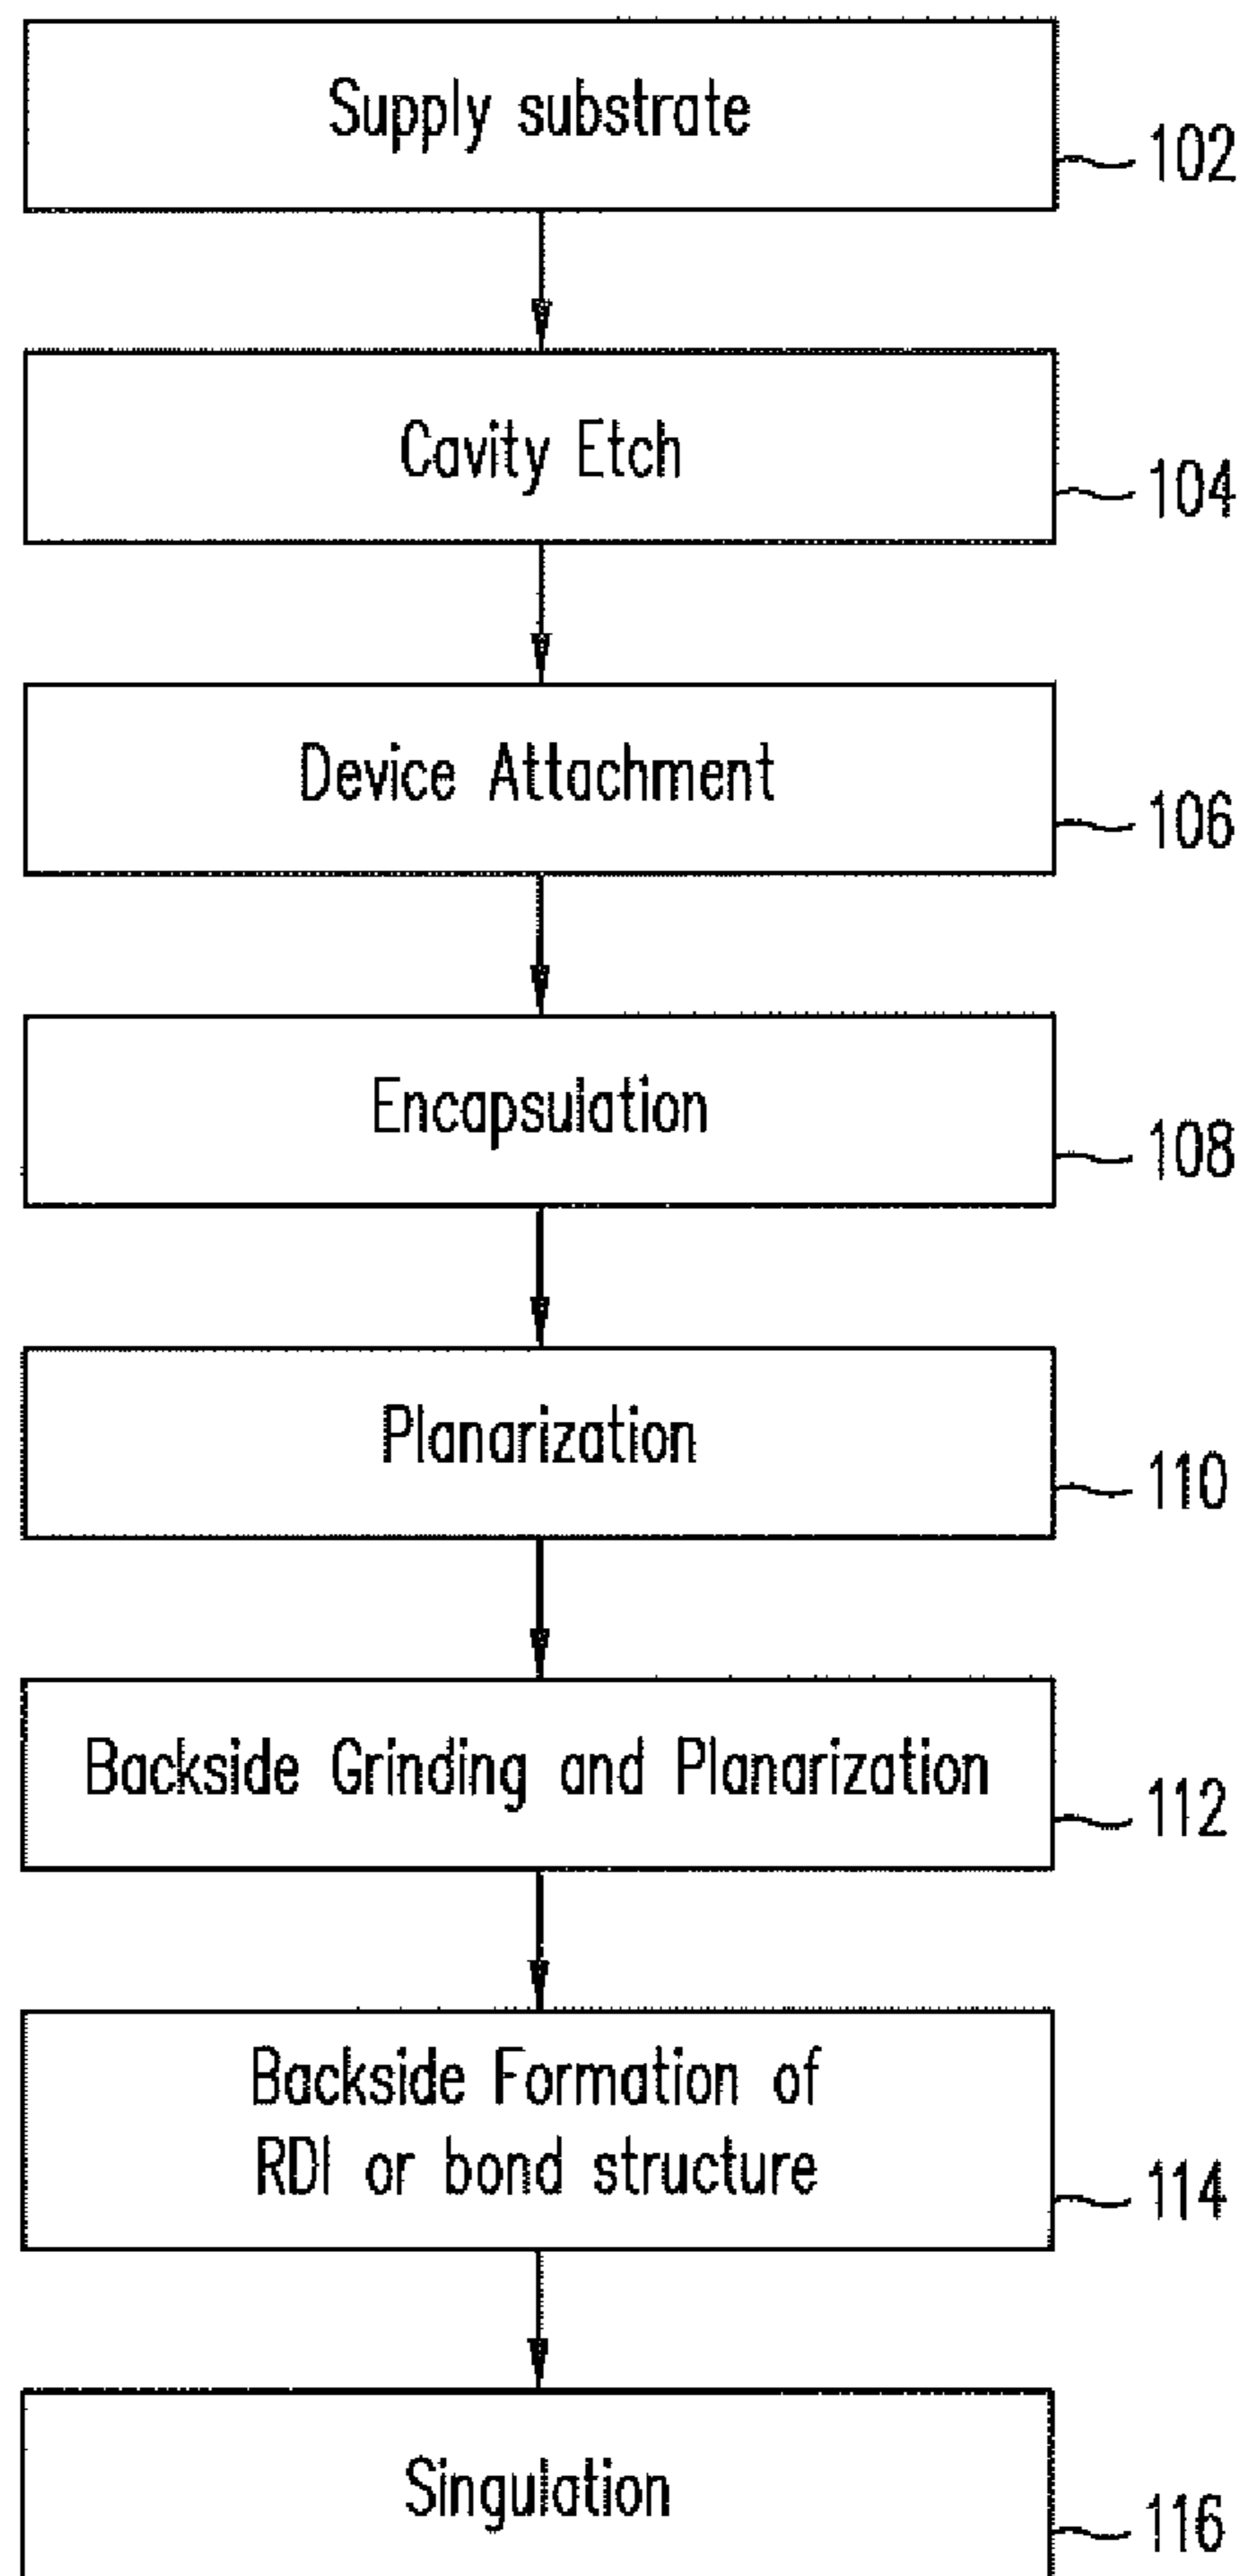 Supply substrate
102
Cavity Etch
104
Device Attachment
106
Encapsulation
108
Planarization
110
Backside Grinding and Planarization
112
Backside Formation of
RDI or bond structure
114
Singulation
116